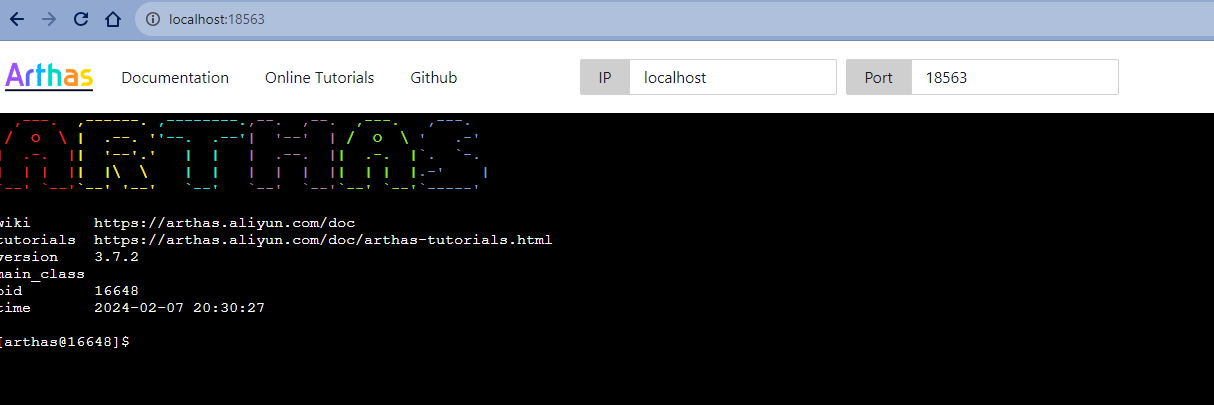 localhost:18563
Arthas Documentation Online Tutorials Github IP localhost Port 18563
ARTHAS
wiki https://arthas.aliyun.com/doc
tutorials https://arthas.aliyun.com/doc/arthas-tutorials.html
version 3.7.2
main_class
pid 16648
time 2024-02-07 20:30:27
[arthas@16648]$